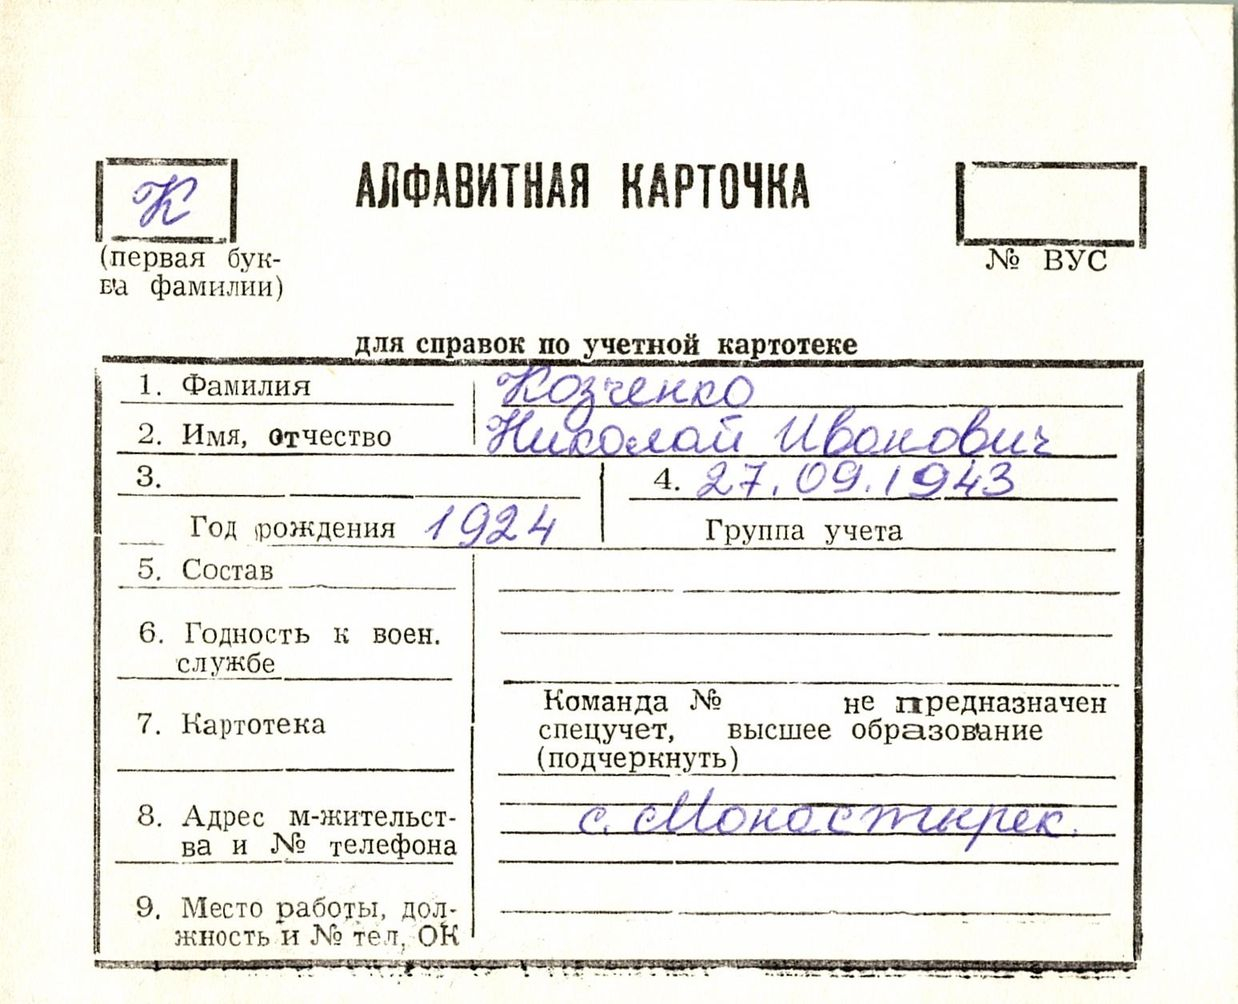 К
АЛФАВИТНАЯ КАРТОЧКА
(первая бук-
ва фамилии)
№ ВУС
для справок по учетной картотеке
1. Фамилия Козченко
2. Имя, отчество Николай Иванович
3. 4. 27.09.1943
Год рождения 1924 Группа учета
5. Состав
6. Годность к воен.
службе
Команда № не предназначен
7. Картотека спецучет, высшее образование
(подчеркнуть)
8. Адрес м-жительст- с. Монастырек.
ва и № телефона
9. Место работы, дол-
жность и № тел, ОК